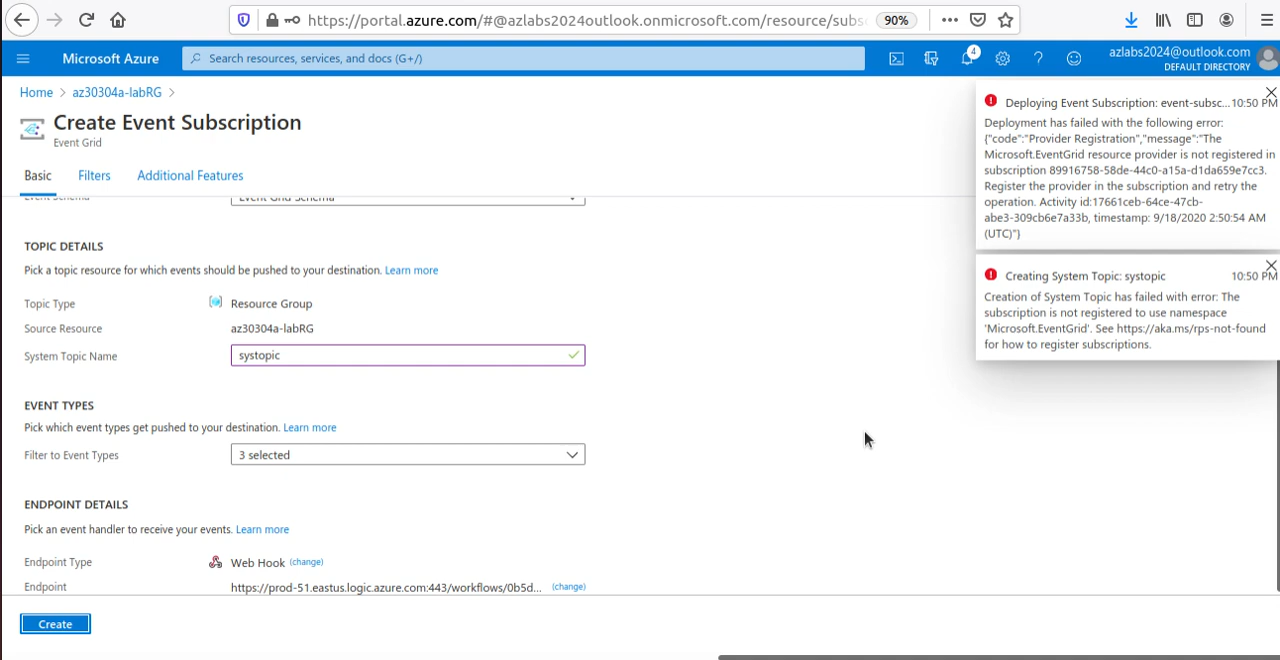 https://portal.azure.com/#@azlabs2024outlook.onmicrosoft.com/resource/subs
90%
Microsoft Azure
Search resources, services, and docs (G+/)
4
azlabs2024@outlook.com
DEFAULT DIRECTORY
Home > az30304a-labRG >
Create Event Subscription
Event Grid
Basic
Filters
Additional Features
Event Schema
Event Grid Schema
TOPIC DETAILS
Pick a topic resource for which events should be pushed to your destination. Learn more
Topic Type
Resource Group
Source Resource
az30304a-labRG
System Topic Name
systopic
EVENT TYPES
Pick which event types get pushed to your destination. Learn more
Filter to Event Types
3 selected
ENDPOINT DETAILS
Pick an event handler to receive your events. Learn more
Endpoint Type
Web Hook (change)
Endpoint
https://prod-51.eastus.logic.azure.com:443/workflows/0b5d... (change)
Create
Deploying Event Subscription: event-subsc... 10:50 PM
Deployment has failed with the following error:
{"code":"Provider Registration","message":"The
Microsoft.EventGrid resource provider is not registered in
subscription 89916758-58de-44c0-a15a-d1da659e7cc3.
Register the provider in the subscription and retry the
operation. Activity id:17661ceb-64ce-47cb-
abe3-309cb6e7a33b, timestamp: 9/18/2020 2:50:54 AM
(UTC)"}
Creating System Topic: systopic 10:50 PM
Creation of System Topic has failed with error: The
subscription is not registered to use namespace
'Microsoft.EventGrid'. See https://aka.ms/rps-not-found
for how to register subscriptions.